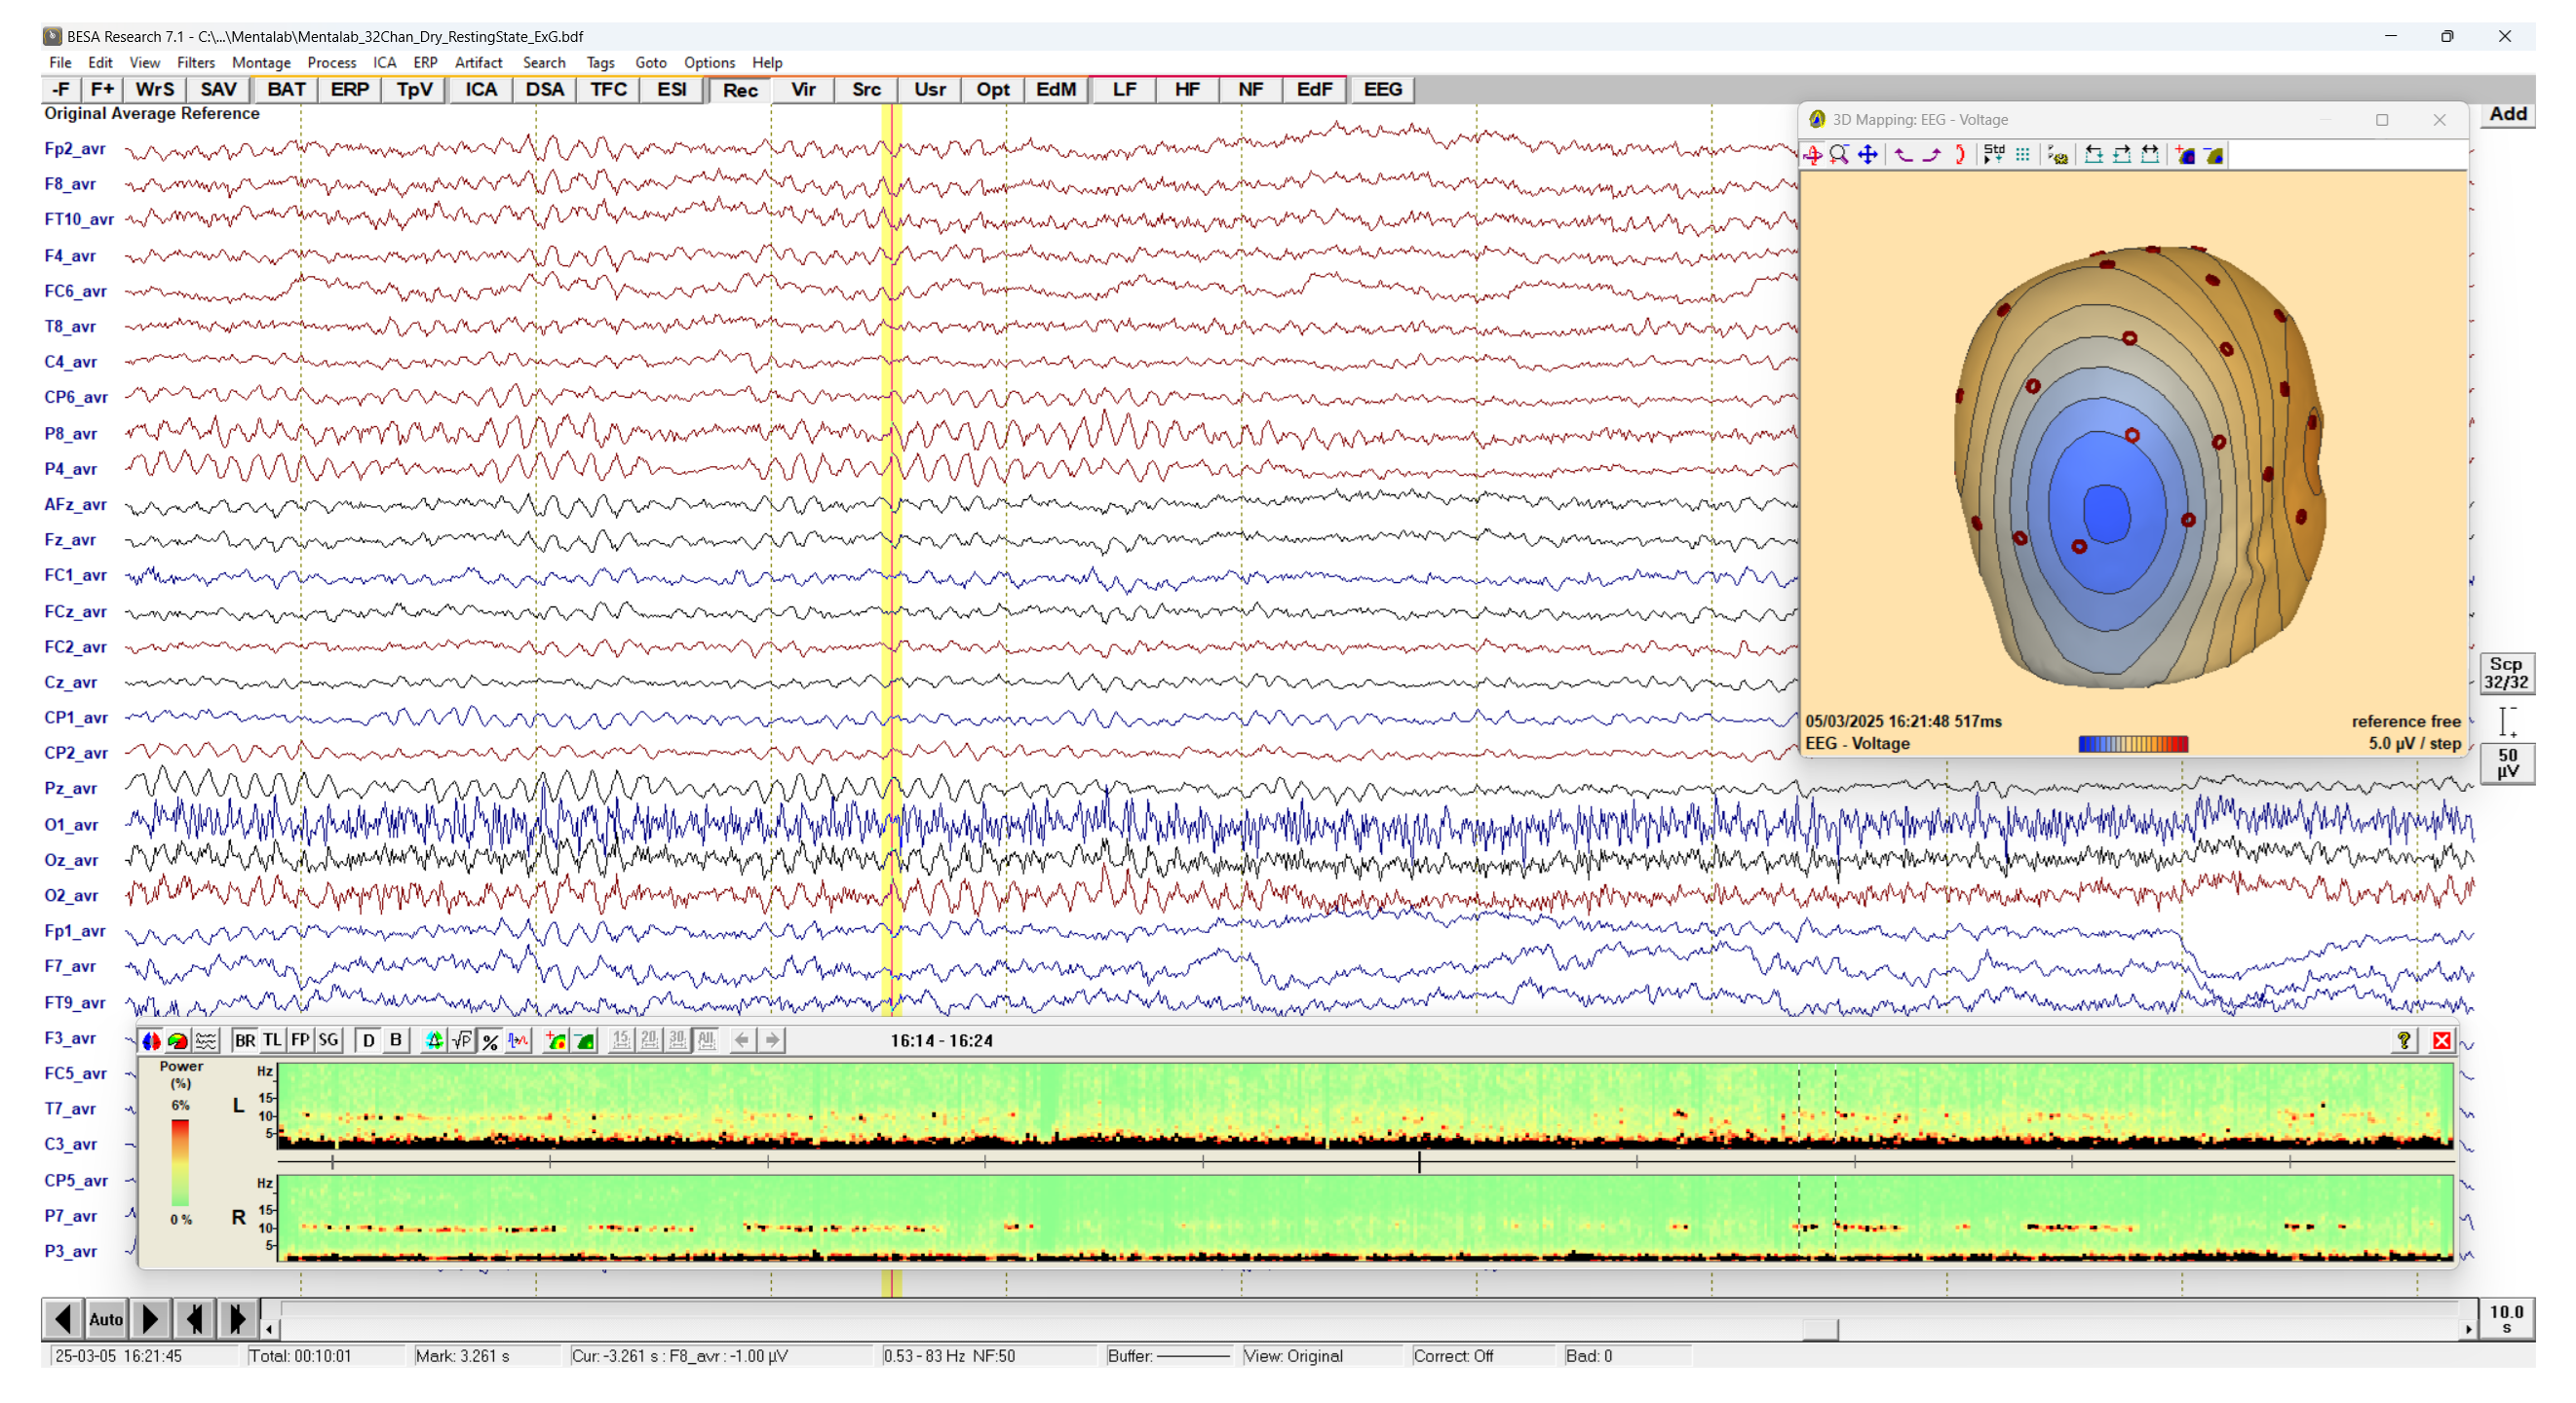 BESA Research 7.1 - C:\...\Mentalab\Mentalab_32Chan_Dry_RestingState_ExG.bdf
File Edit View Filters Montage Process ICA ERP Artifact Search Tags Goto Options Help
-F F+ WrS SAV BAT ERP TpV ICA DSA TFC ESI Rec Vir Src Usr Opt EdM LF HF NF EdF EEG
Original Average Reference
Add
Fp2_avr
F8_avr
FT10_avr
F4_avr
FC6_avr
T8_avr
C4_avr
CP6_avr
P8_avr
P4_avr
AFz_avr
Fz_avr
FC1_avr
FCz_avr
FC2_avr
Cz_avr
CP1_avr
CP2_avr
Pz_avr
O1_avr
Oz_avr
O2_avr
Fp1_avr
F7_avr
FT9_avr
F3_avr
FC5_avr
T7_avr
C3_avr
CP5_avr
P7_avr
P3_avr
3D Mapping: EEG - Voltage
Std
05/03/2025 16:21:48 517ms
reference free
EEG - Voltage
5.0 µV / step
Scp
32/32
50
µV
BR TL FP SG D B √P % 15 20 30 All
16:14 - 16:24
?
Power
(%)
6%
0 %
L
Hz
15
10
5
R
Hz
15
10
5
Auto
10.0
s
25-03-05 16:21:45
Total: 00:10:01
Mark: 3.261 s
Cur: -3.261 s : F8_avr : -1.00 µV
0.53 - 83 Hz NF:50
Buffer:
View: Original
Correct: Off
Bad: 0